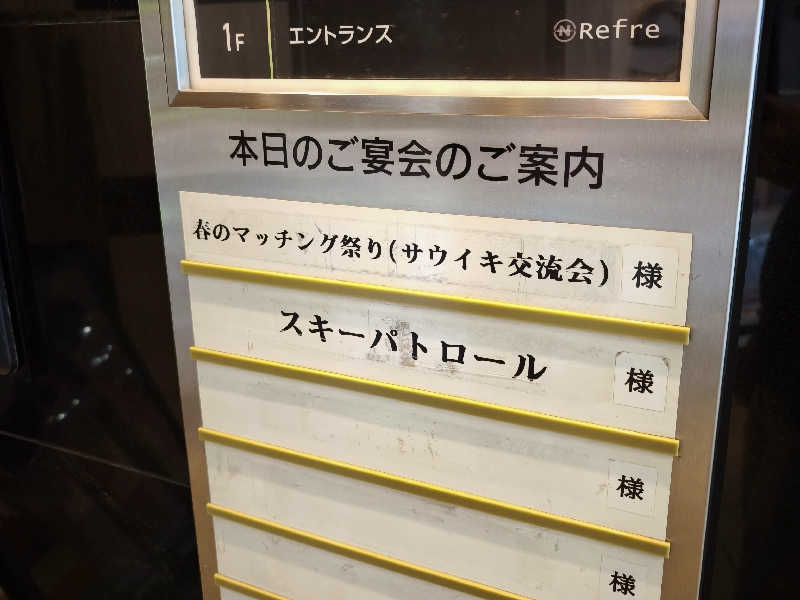 1F エントランス Refre
本日のご宴会のご案内
春のマッチング祭り(サウイキ交流会) 様
スキーパトロール 様
様
様